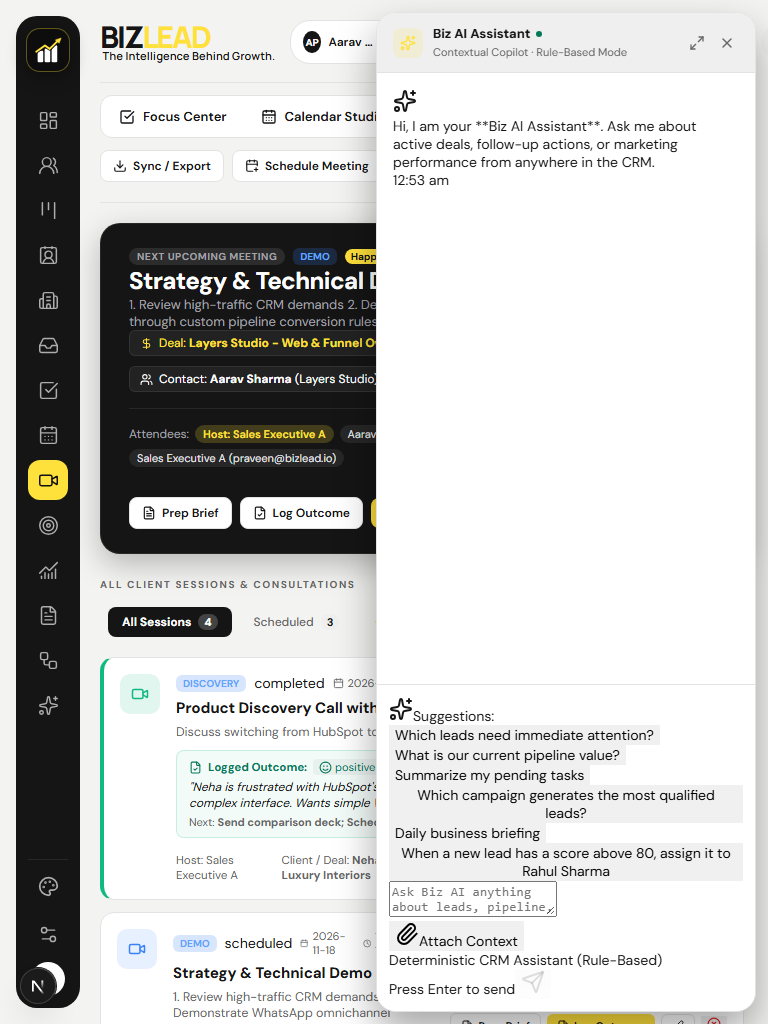 BIZLEAD
The Intelligence Behind Growth.
AP Aarav ...
Focus Center
Calendar Studi
Sync / Export
Schedule Meeting
NEXT UPCOMING MEETING DEMO Happ
Strategy & Technical D
1. Review high-traffic CRM demands 2. De
through custom pipeline conversion rules
Deal: Layers Studio - Web & Funnel O
Contact: Aarav Sharma (Layers Studio)
Attendees: Host: Sales Executive A Aarav
Sales Executive A (praveen@bizlead.io)
Prep Brief
Log Outcome
ALL CLIENT SESSIONS & CONSULTATIONS
All Sessions 4
Scheduled 3
DISCOVERY completed 2026-
Product Discovery Call with
Discuss switching from HubSpot to
Logged Outcome: positive
"Neha is frustrated with HubSpot's
complex interface. Wants simple
Next: Send comparison deck; Sched
Host: Sales
Executive A
Client / Deal: Neha
Luxury Interiors
DEMO scheduled 2026-
11-18
Strategy & Technical Demo
1. Review high-traffic CRM demands
Demonstrate WhatsApp omnichannel
N
Biz AI Assistant
Contextual Copilot · Rule-Based Mode
Hi, I am your **Biz AI Assistant**. Ask me about
active deals, follow-up actions, or marketing
performance from anywhere in the CRM.
12:53 am
Suggestions:
Which leads need immediate attention?
What is our current pipeline value?
Summarize my pending tasks
Which campaign generates the most qualified
leads?
Daily business briefing
When a new lead has a score above 80, assign it to
Rahul Sharma
Ask Biz AI anything
about leads, pipeline,
Attach Context
Deterministic CRM Assistant (Rule-Based)
Press Enter to send